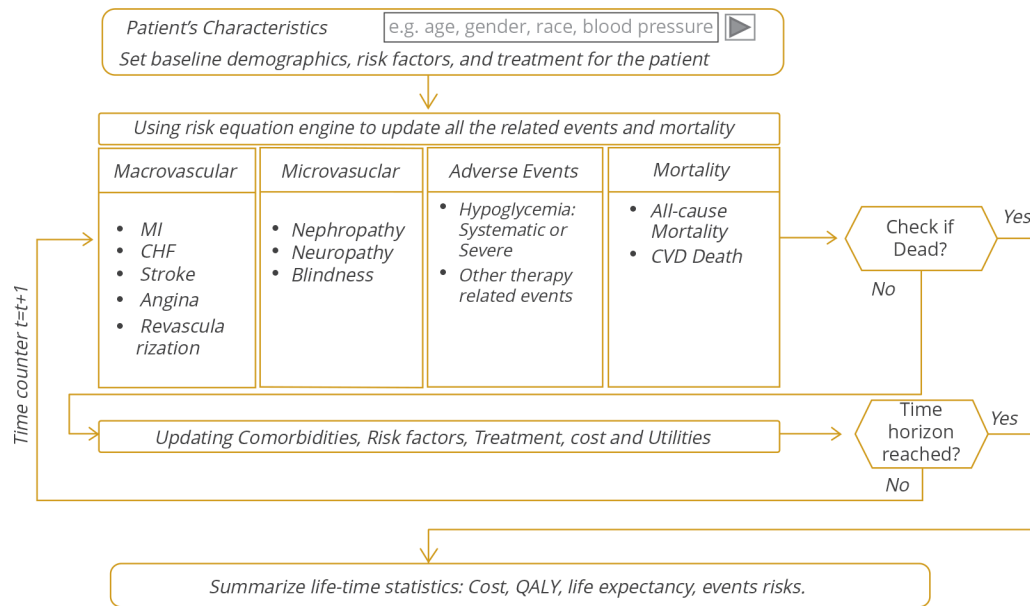 Patient's Characteristics
e.g. age, gender, race, blood pressure
Set baseline demographics, risk factors, and treatment for the patient
Using risk equation engine to update all the related events and mortality
Macrovascular
• MI
• CHF
• Stroke
• Angina
• Revascula
rization
Microvasuclar
• Nephropathy
• Neuropathy
• Blindness
Adverse Events
• Hypoglycemia:
Systematic or
Severe
• Other therapy
related events
Mortality
• All-cause
Mortality
• CVD Death
Check if
Dead?
Yes
No
Time counter t=t+1
Updating Comorbidities, Risk factors, Treatment, cost and Utilities
Time
horizon
reached?
Yes
No
Summarize life-time statistics: Cost, QALY, life expectancy, events risks.